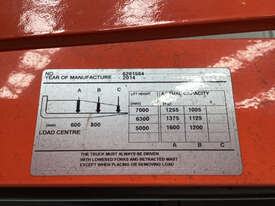 NO. 6281584
YEAR OF MANUFACTURE 2014
A B C
LIFT HEIGHT ACTUAL CAPACITY
7000 1255 1005
6300 1375 1125
5000 1600 1200
(mm) 600 800
LOAD CENTRE
A B C
THE TRUCK MUST ALWAYS BE DRIVEN
WITH LOWERED FORKS AND RETRACTED MAST
EXCEPT WHEN PLACING OR REMOVING LOAD